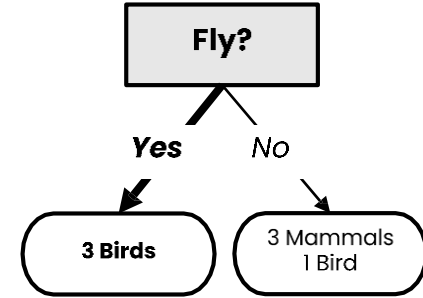 Fly?
Yes
No
3 Birds
3 Mammals
1 Bird